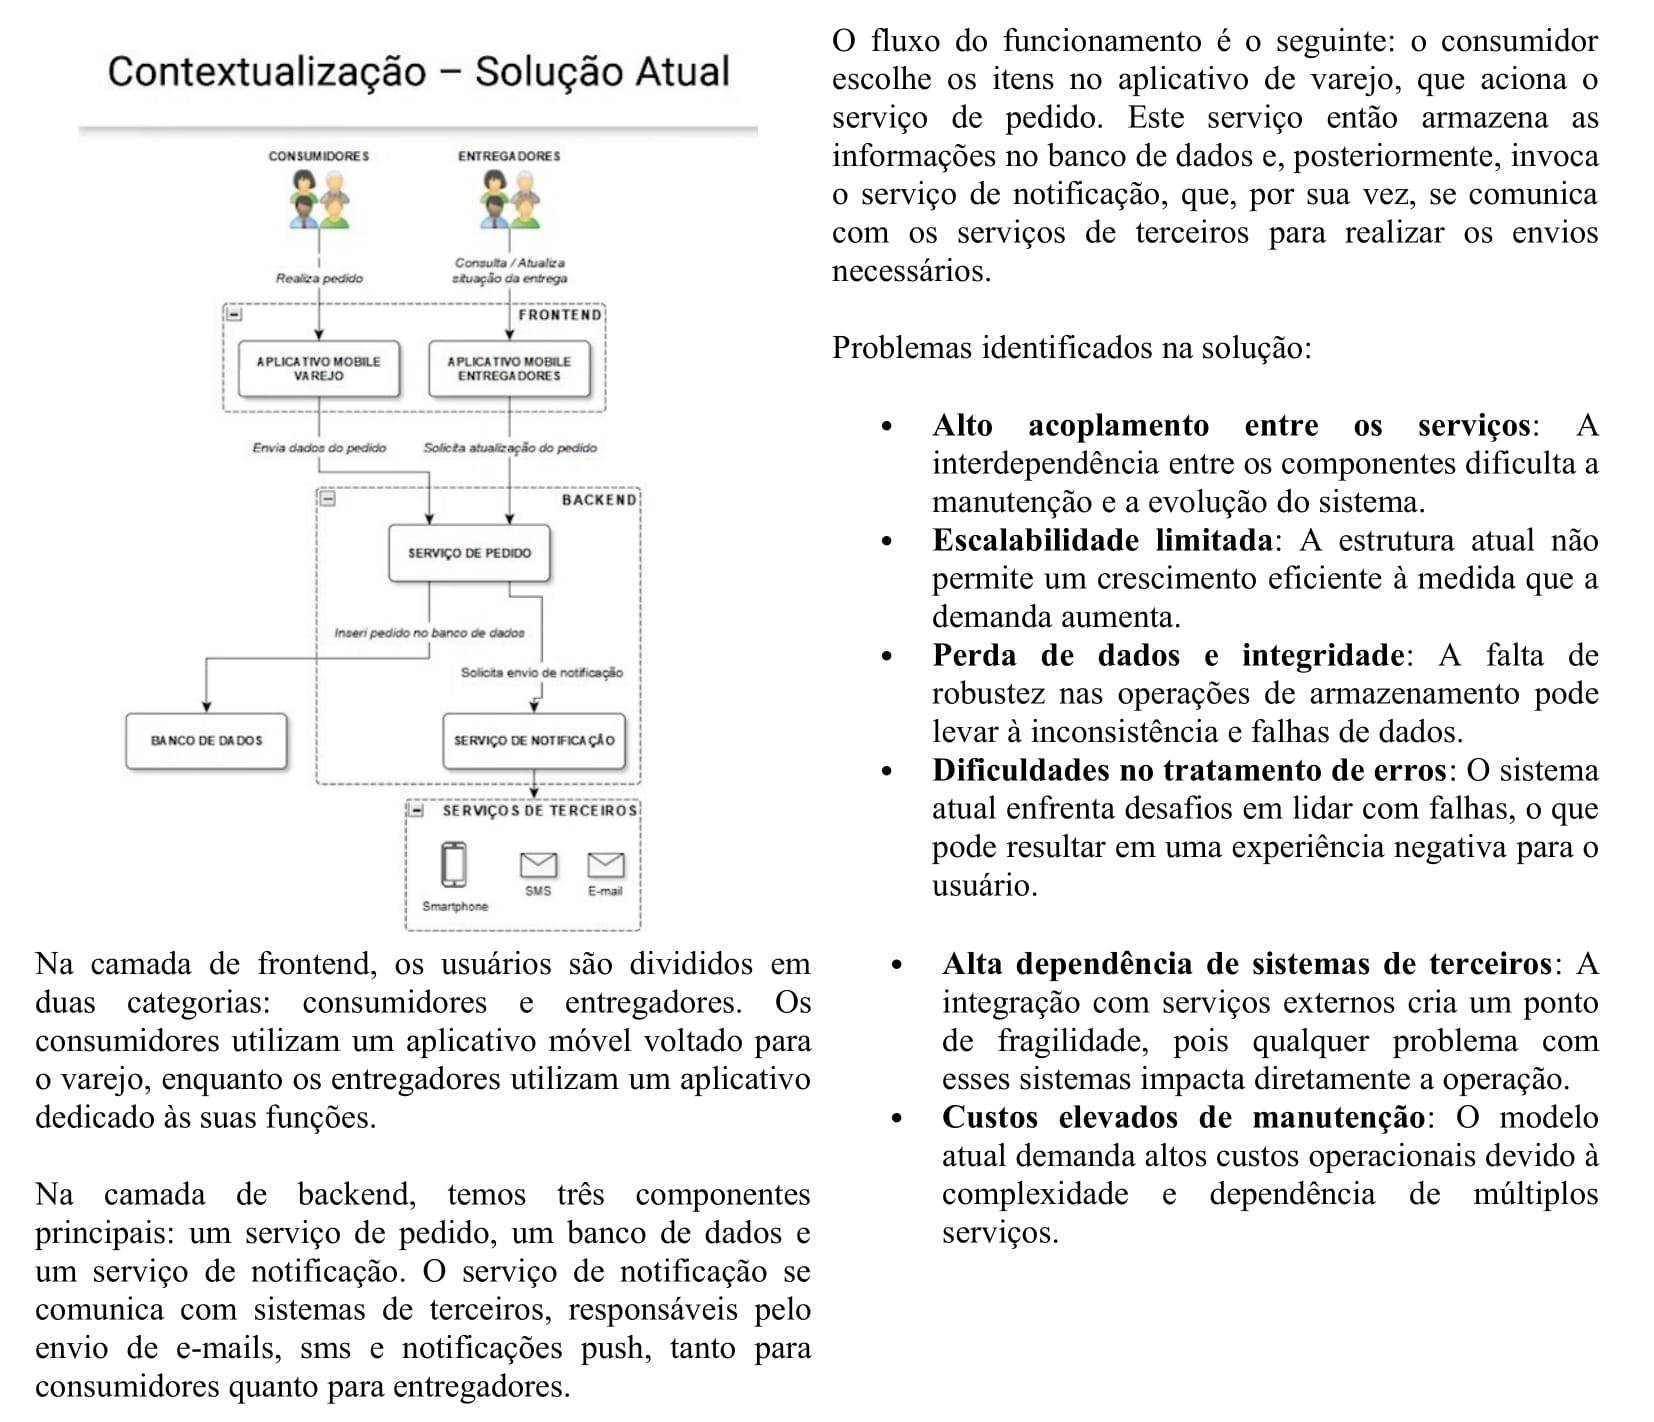 Contextualização – Solução Atual
CONSUMIDORES
ENTREGADORES
Realiza pedido
Consulta / Atualiza
situação da entrega
FRONTEND
APLICATIVO MOBILE
VAREJO
APLICATIVO MOBILE
ENTREGADORES
Envia dados do pedido
Solicita atualização do pedido
BACKEND
SERVIÇO DE PEDIDO
Inseri pedido no banco de dados
Solicita envio de notificação
BANCO DE DADOS
SERVIÇO DE NOTIFICAÇÃO
SERVIÇOS DE TERCEIROS
Smartphone
SMS
E-mail
Na camada de frontend, os usuários são divididos em
duas categorias: consumidores e entregadores. Os
consumidores utilizam um aplicativo móvel voltado para
o varejo, enquanto os entregadores utilizam um aplicativo
dedicado às suas funções.
Na camada de backend, temos três componentes
principais: um serviço de pedido, um banco de dados e
um serviço de notificação. O serviço de notificação se
comunica com sistemas de terceiros, responsáveis pelo
envio de e-mails, sms e notificações push, tanto para
consumidores quanto para entregadores.
O fluxo do funcionamento é o seguinte: o consumidor
escolhe os itens no aplicativo de varejo, que aciona o
serviço de pedido. Este serviço então armazena as
informações no banco de dados e, posteriormente, invoca
o serviço de notificação, que, por sua vez, se comunica
com os serviços de terceiros para realizar os envios
necessários.
Problemas identificados na solução:
• Alto acoplamento entre os serviços: A
interdependência entre os componentes dificulta a
manutenção e a evolução do sistema.
• Escalabilidade limitada: A estrutura atual não
permite um crescimento eficiente à medida que a
demanda aumenta.
• Perda de dados e integridade: A falta de
robustez nas operações de armazenamento pode
levar à inconsistência e falhas de dados.
• Dificuldades no tratamento de erros: O sistema
atual enfrenta desafios em lidar com falhas, o que
pode resultar em uma experiência negativa para o
usuário.
• Alta dependência de sistemas de terceiros: A
integração com serviços externos cria um ponto
de fragilidade, pois qualquer problema com
esses sistemas impacta diretamente a operação.
• Custos elevados de manutenção: O modelo
atual demanda altos custos operacionais devido à
complexidade e dependência de múltiplos
serviços.